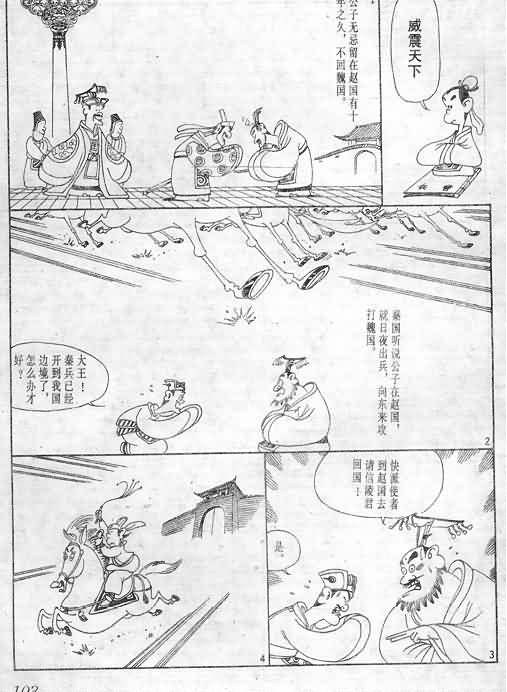 威震天下
公子无忌留在赵国有十
年之久，不回魏国。
1
秦国听说公子在赵国，
就日夜出兵，向东来攻
打魏国。
大王！
秦兵已经
开到我国
边境了，
怎么办才
好？
2
快派使者
到赵国去
请信陵君
回国！
是。
3
4
102